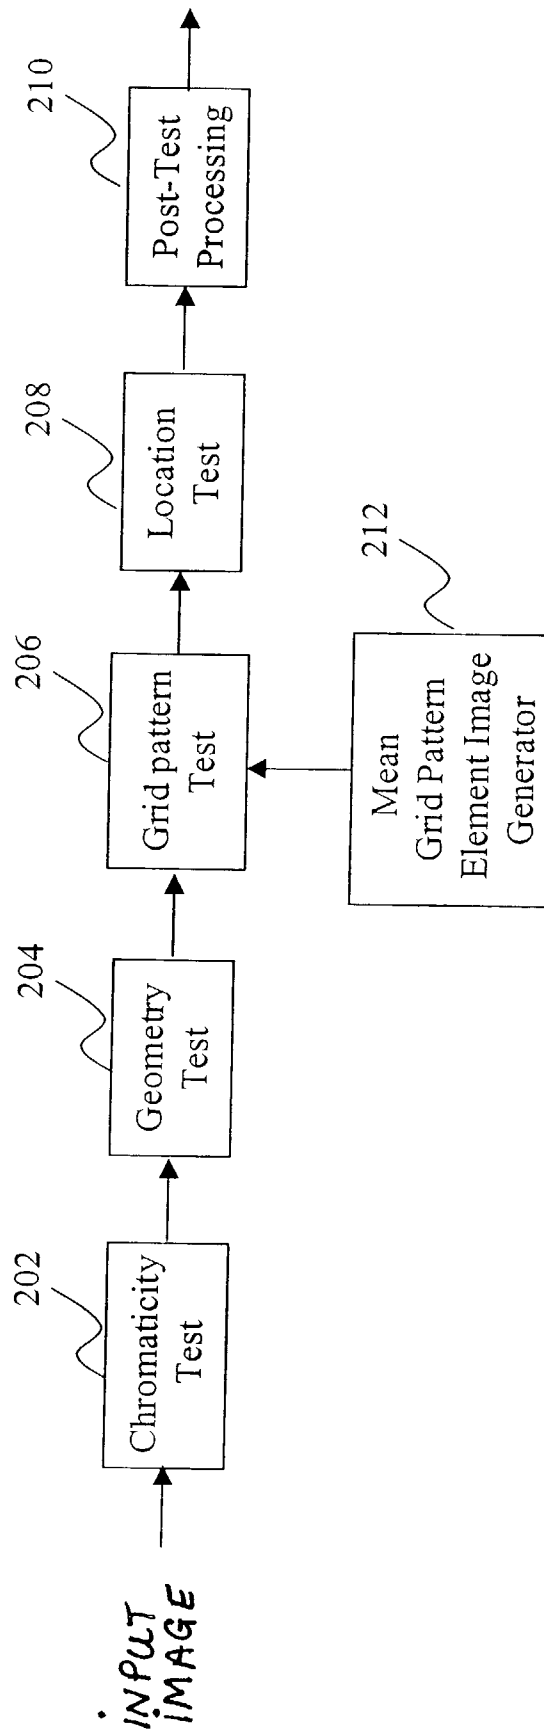 INPUT
IMAGE
202
Chromaticity
Test
204
Geometry
Test
206
Grid pattern
Test
208
Location
Test
210
Post-Test
Processing
212
Mean
Grid Pattern
Element Image
Generator